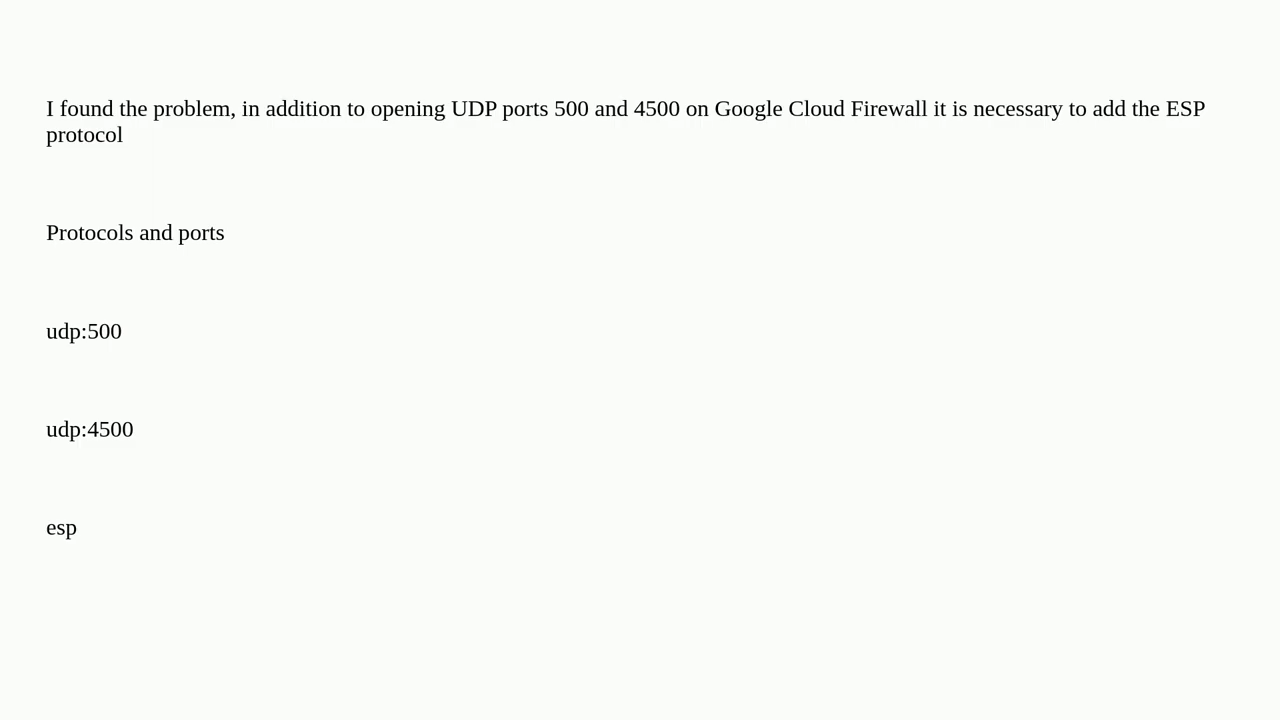 I found the problem, in addition to opening UDP ports 500 and 4500 on Google Cloud Firewall it is necessary to add the ESP
protocol
Protocols and ports
udp:500
udp:4500
esp